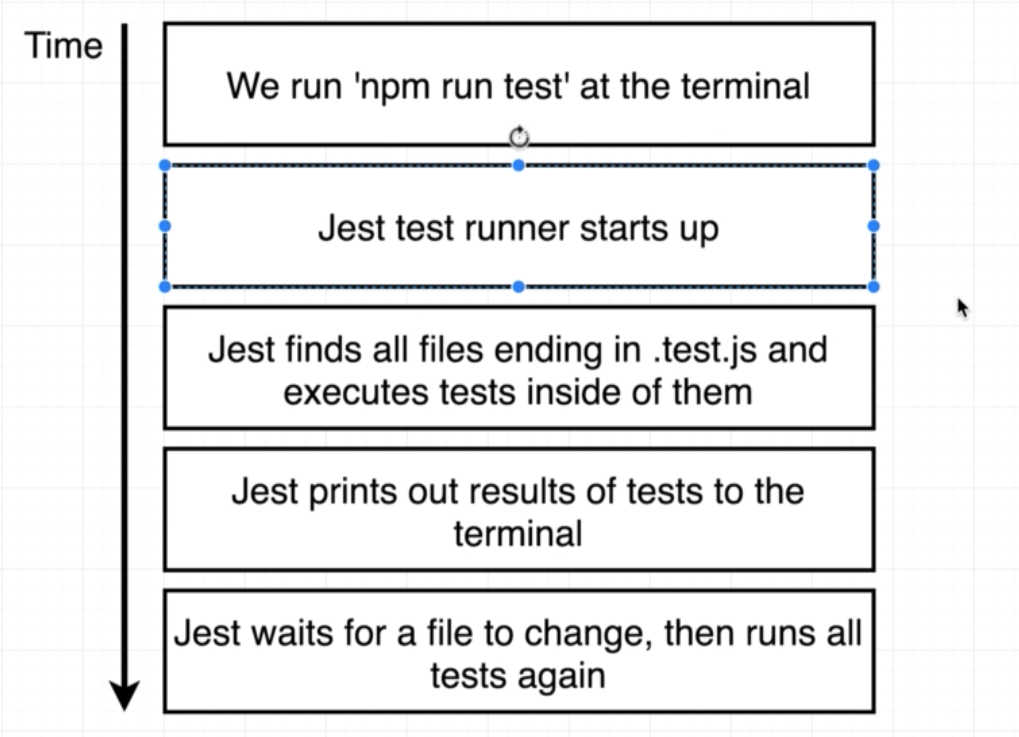 Time
We run 'npm run test' at the terminal
Jest test runner starts up
Jest finds all files ending in .test.js and
executes tests inside of them
Jest prints out results of tests to the
terminal
Jest waits for a file to change, then runs all
tests again